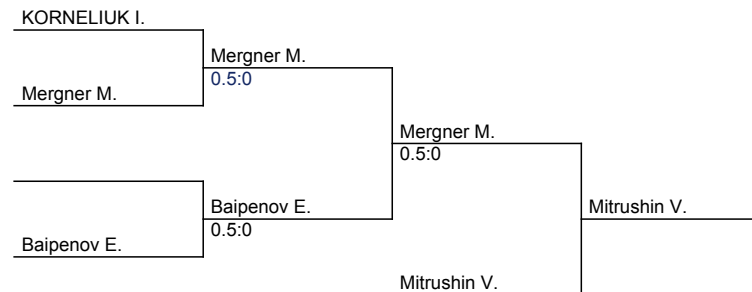 KORNELIUK I.
Mergner M.
0.5:0
Mergner M.
Mergner M.
0.5:0
Baipenov E.
Mitrushin V.
0.5:0
Baipenov E.
Mitrushin V.